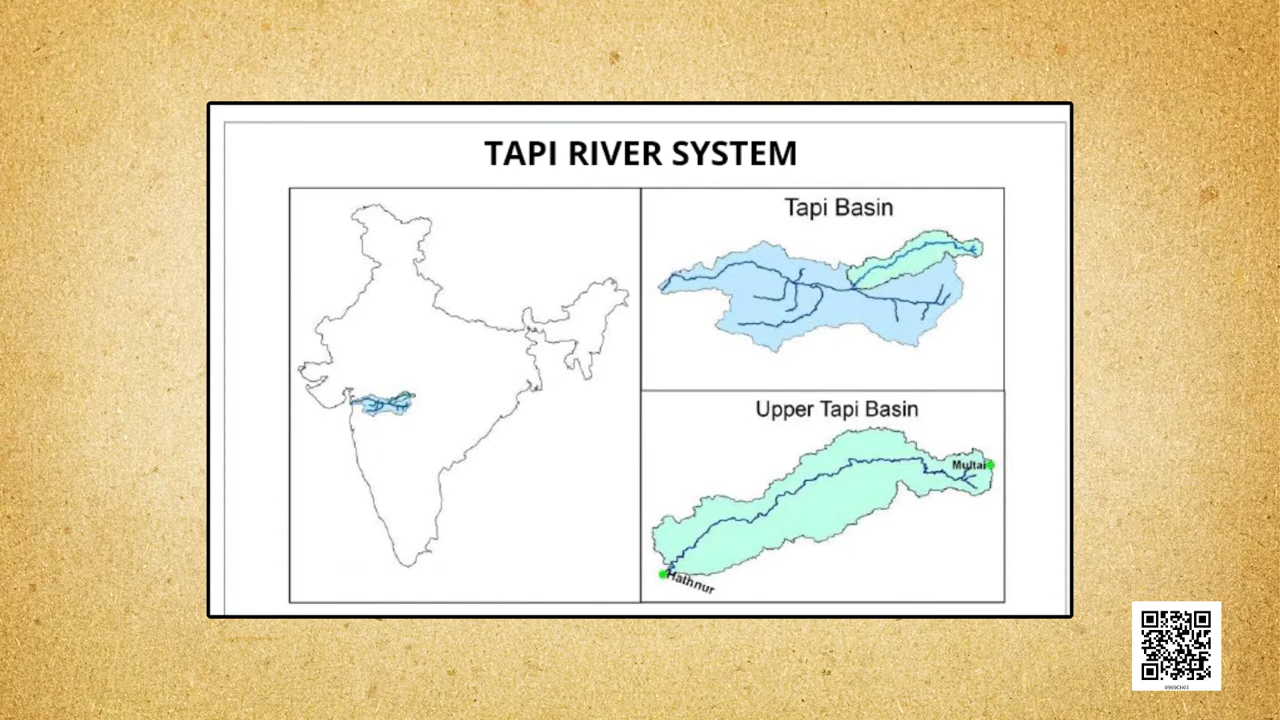 TAPI RIVER SYSTEM
Tapi Basin
Upper Tapi Basin
Multai
Hathnur